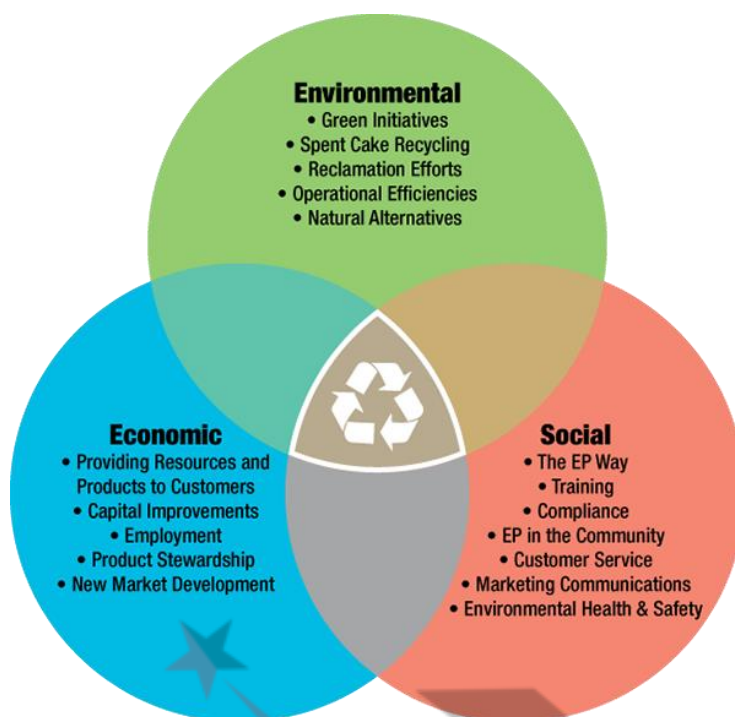 Environmental
• Green Initiatives
• Spent Cake Recycling
• Reclamation Efforts
• Operational Efficiencies
• Natural Alternatives
Economic
• Providing Resources and
Products to Customers
• Capital Improvements
• Employment
• Product Stewardship
• New Market Development
Social
• The EP Way
• Training
• Compliance
• EP in the Community
• Customer Service
• Marketing Communications
• Environmental Health & Safety